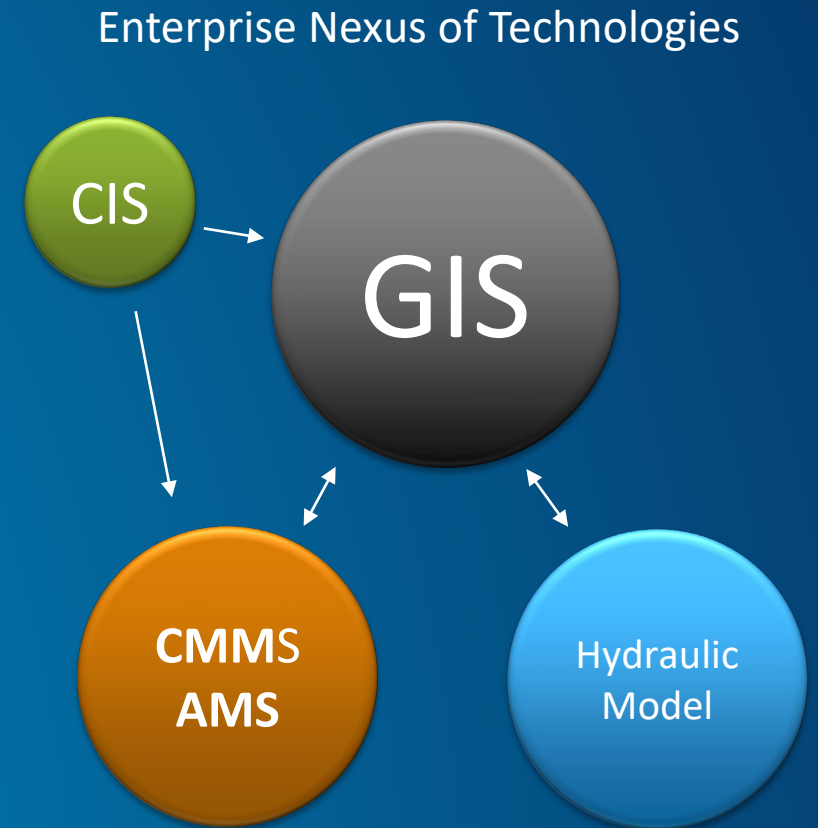 Enterprise Nexus of Technologies
CIS
GIS
CMMS
AMS
Hydraulic
Model